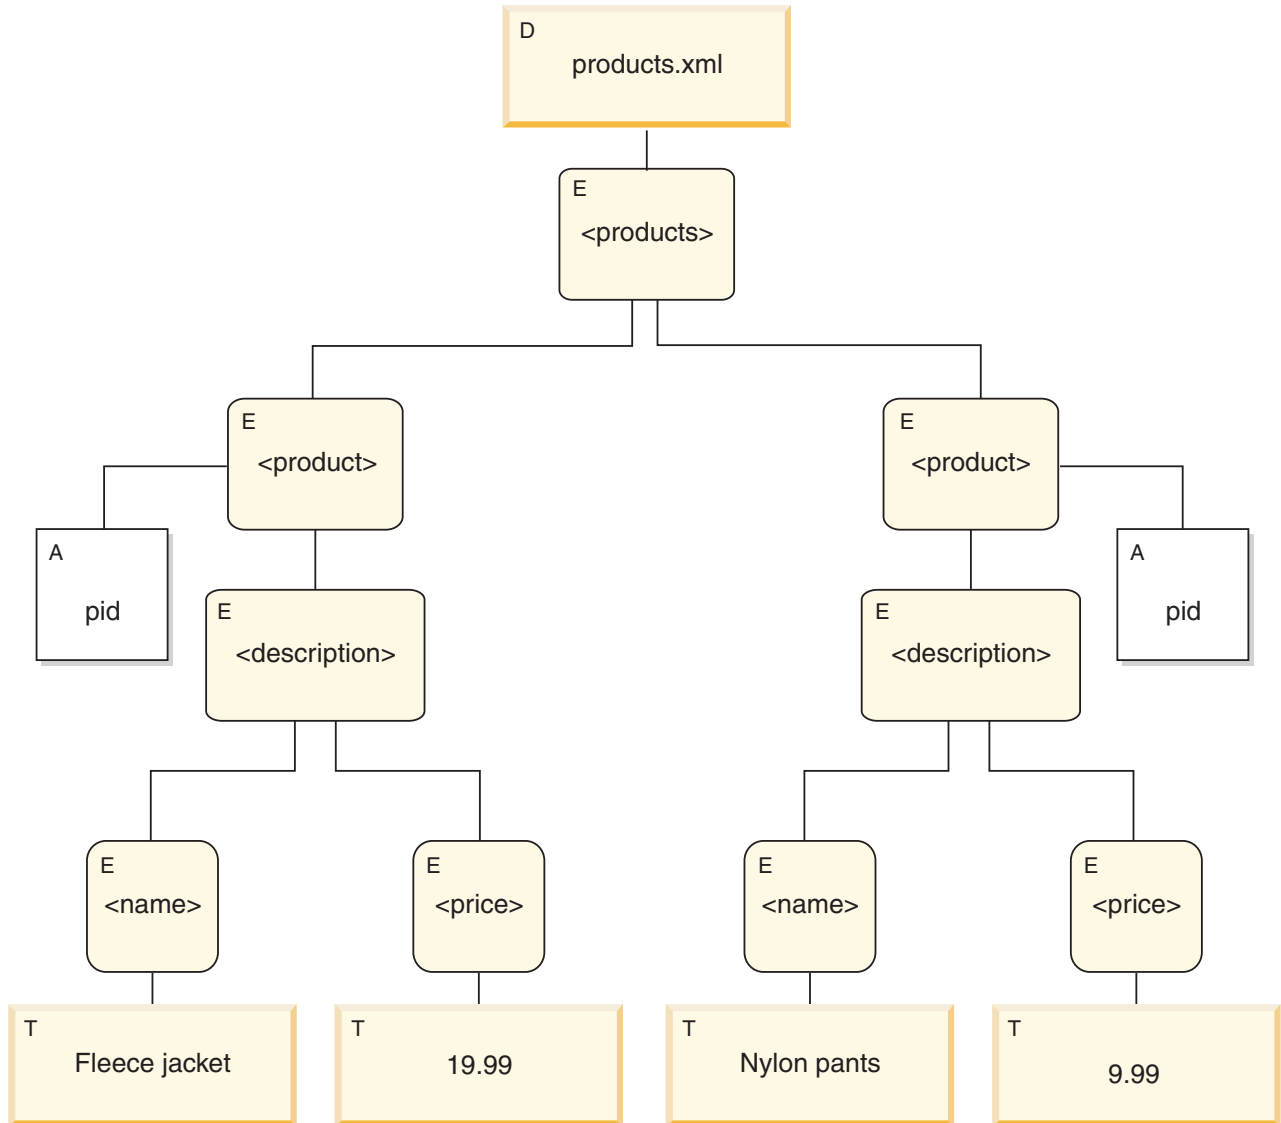 D
products.xml
E
<products>
E
<product>
E
<product>
A
pid
A
pid
E
<description>
E
<description>
E
<name>
E
<price>
E
<name>
E
<price>
T
Fleece jacket
T
19.99
T
Nylon pants
T
9.99